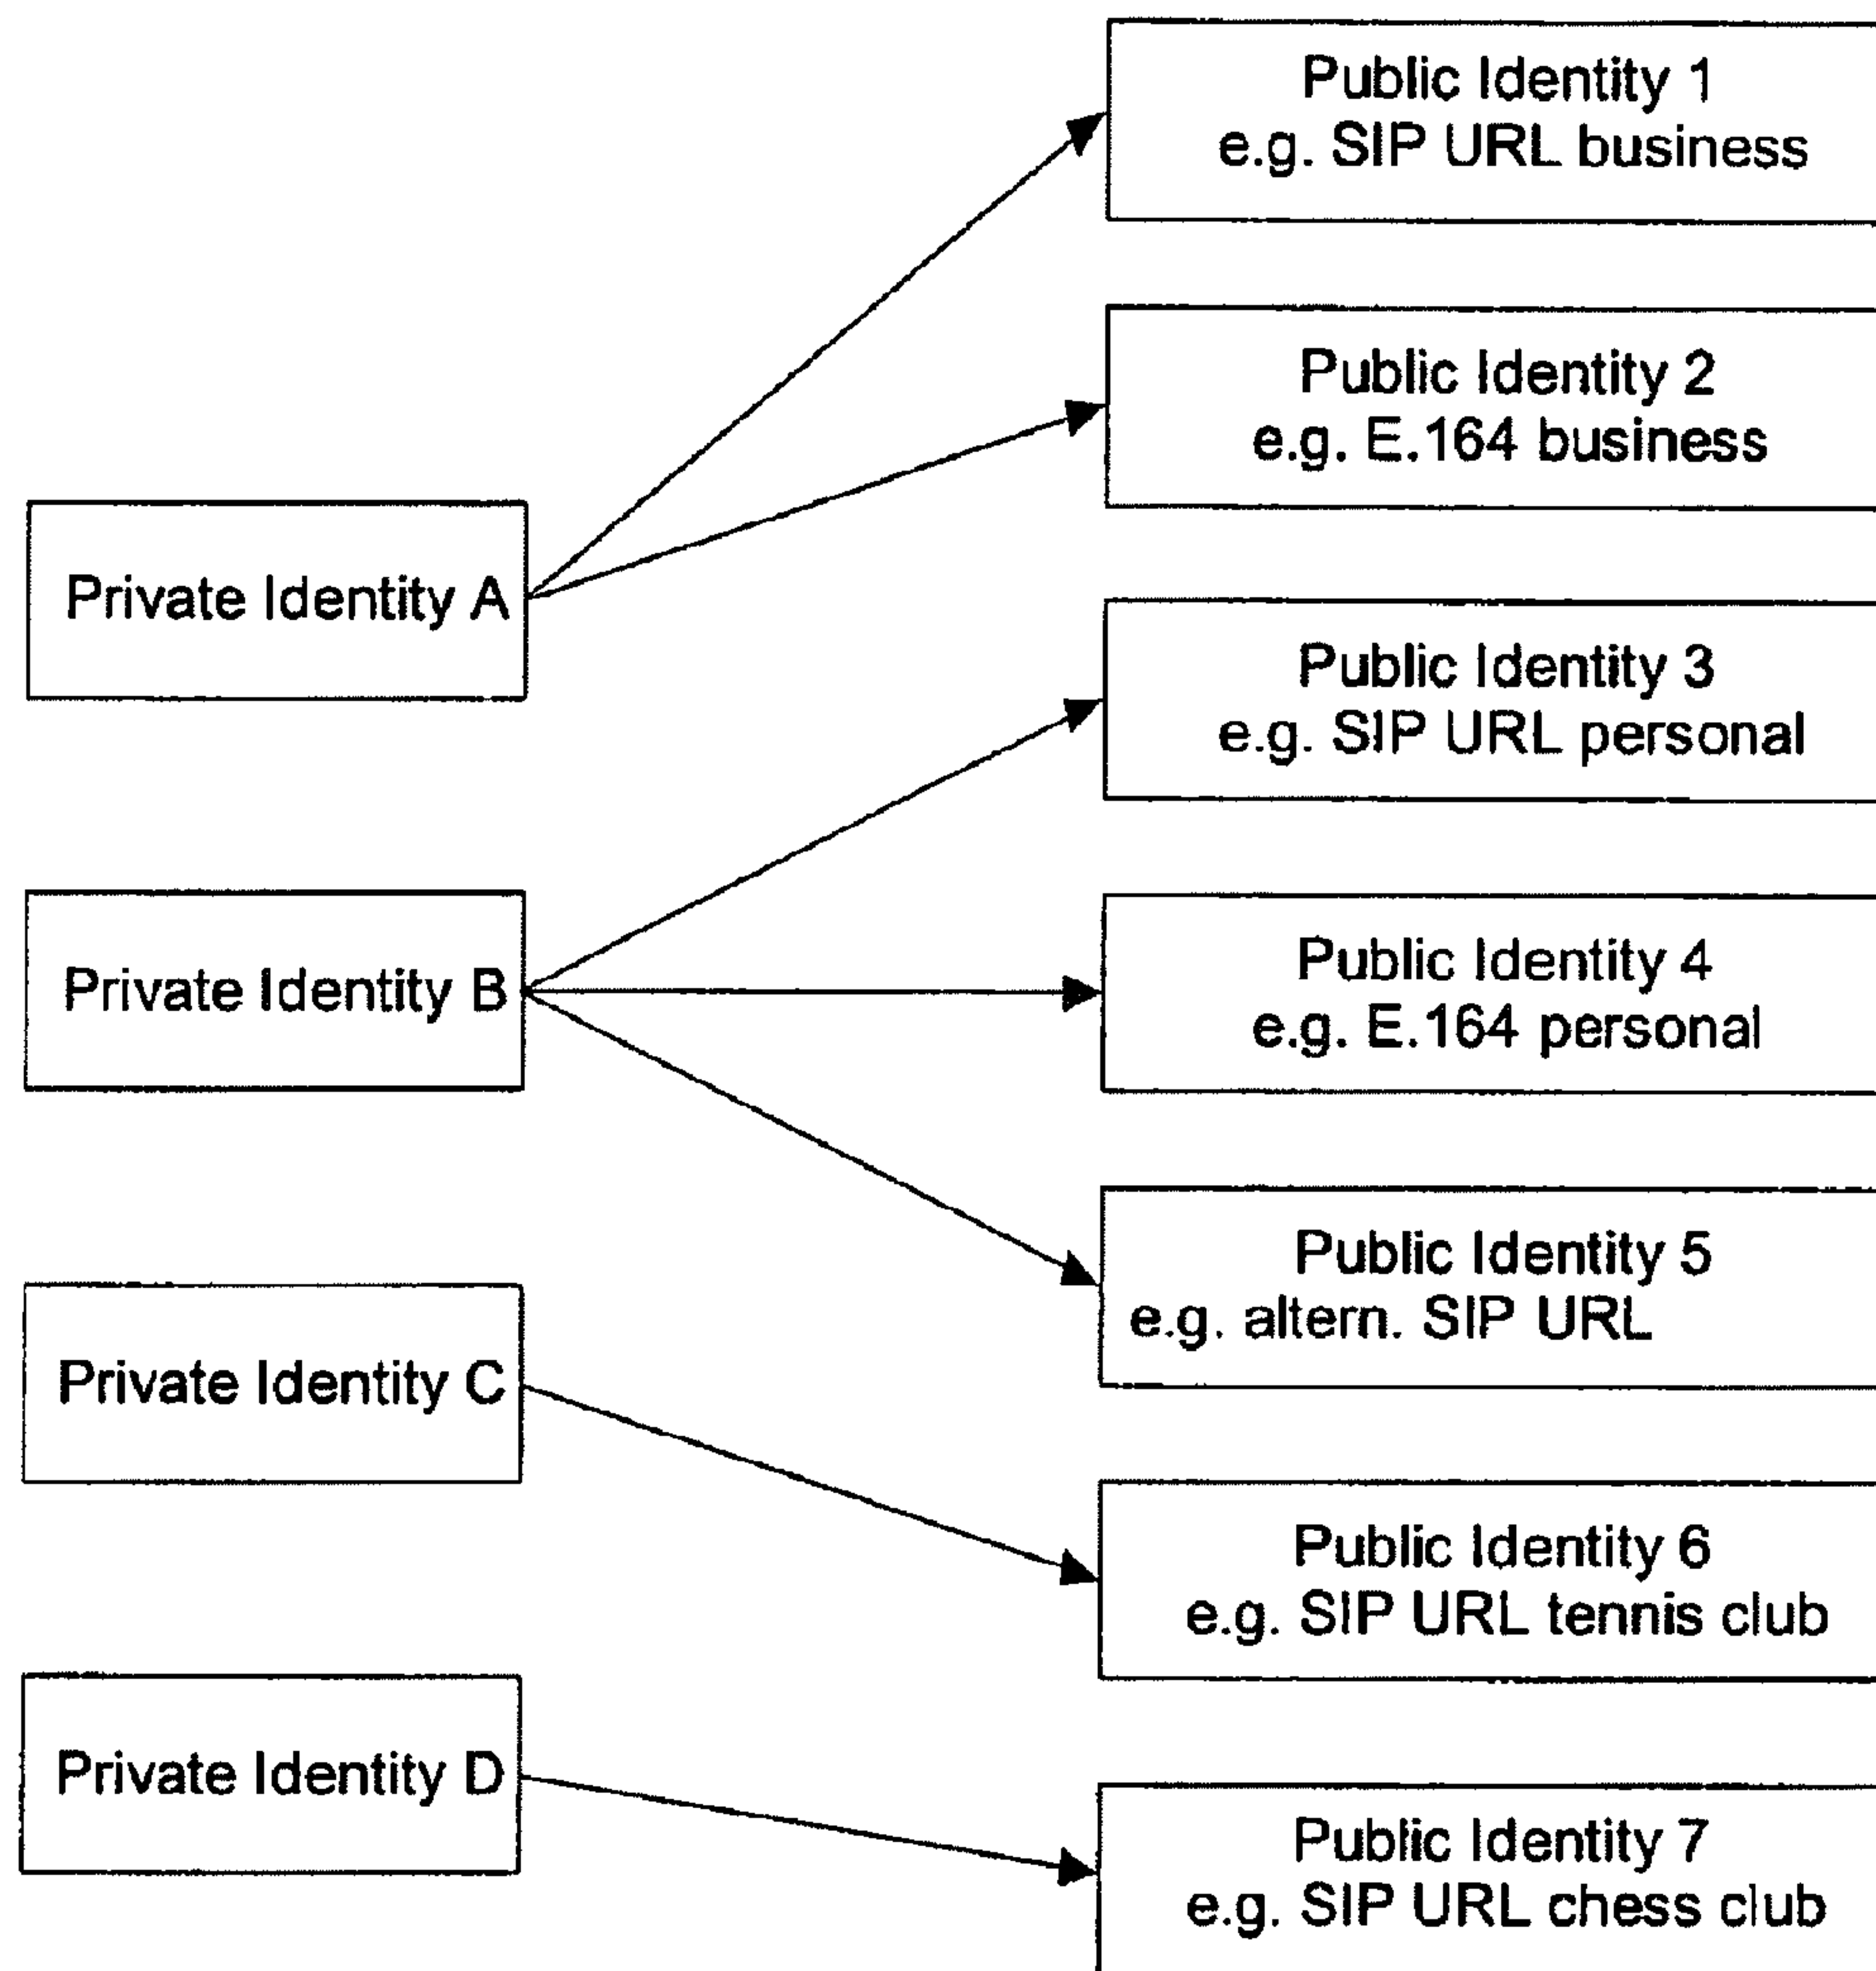 Public Identity 1
e.g. SIP URL business
Public Identity 2
e.g. E.164 business
Private Identity A
Public Identity 3
e.g. SIP URL personal
Private Identity B
Public Identity 4
e.g. E.164 personal
Public Identity 5
e.g. altern. SIP URL
Private Identity C
Public Identity 6
e.g. SIP URL tennis club
Private Identity D
Public Identity 7
e.g. SIP URL chess club